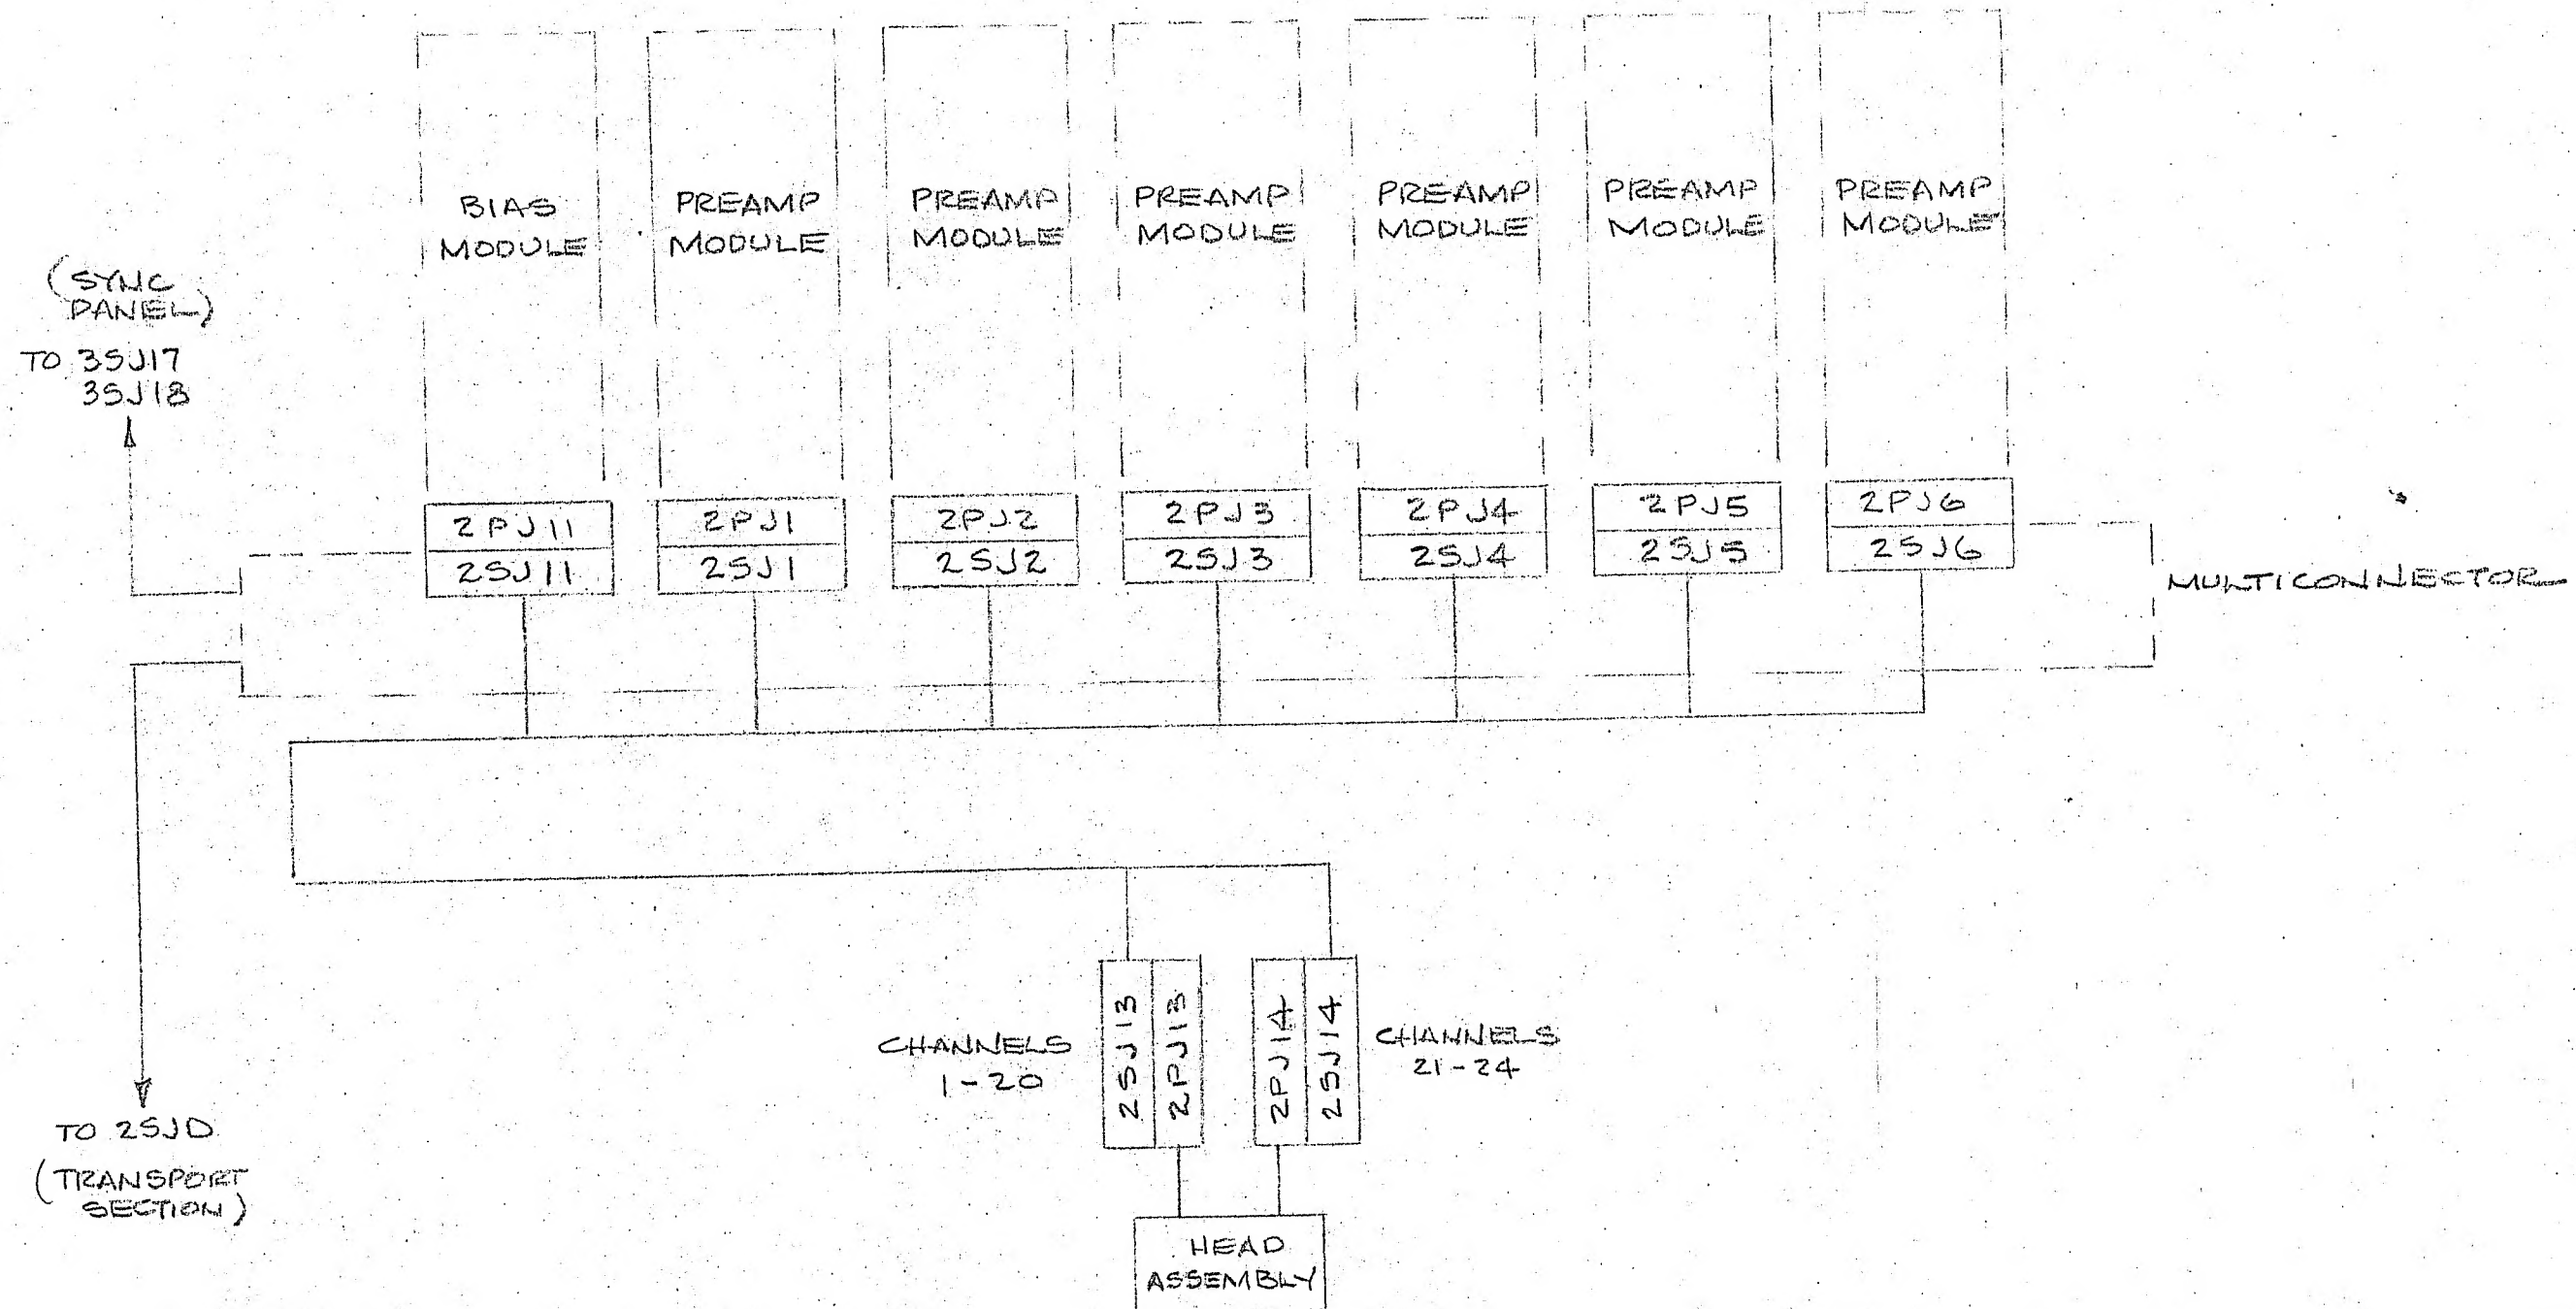 BIAS
MODULE
PREAMP
MODULE
PREAMP
MODULE
PREAMP
MODULE
PREAMP
MODULE
PREAMP
MODULE
PREAMP
MODULE
(SYNC
PANEL)
TO 3SJ17
3SJ18
2PJ11
2SJ11
2PJ1
2SJ1
2PJ2
2SJ2
2PJ3
2SJ3
2PJ4
2SJ4
2PJ5
2SJ5
2PJ6
2SJ6
MULTICONNECTOR
CHANNELS
1-20
2SJ13
2PJ13
2PJ14
2SJ14
CHANNELS
21-24
TO 2SJD
(TRANSPORT
SECTION)
HEAD
ASSEMBLY